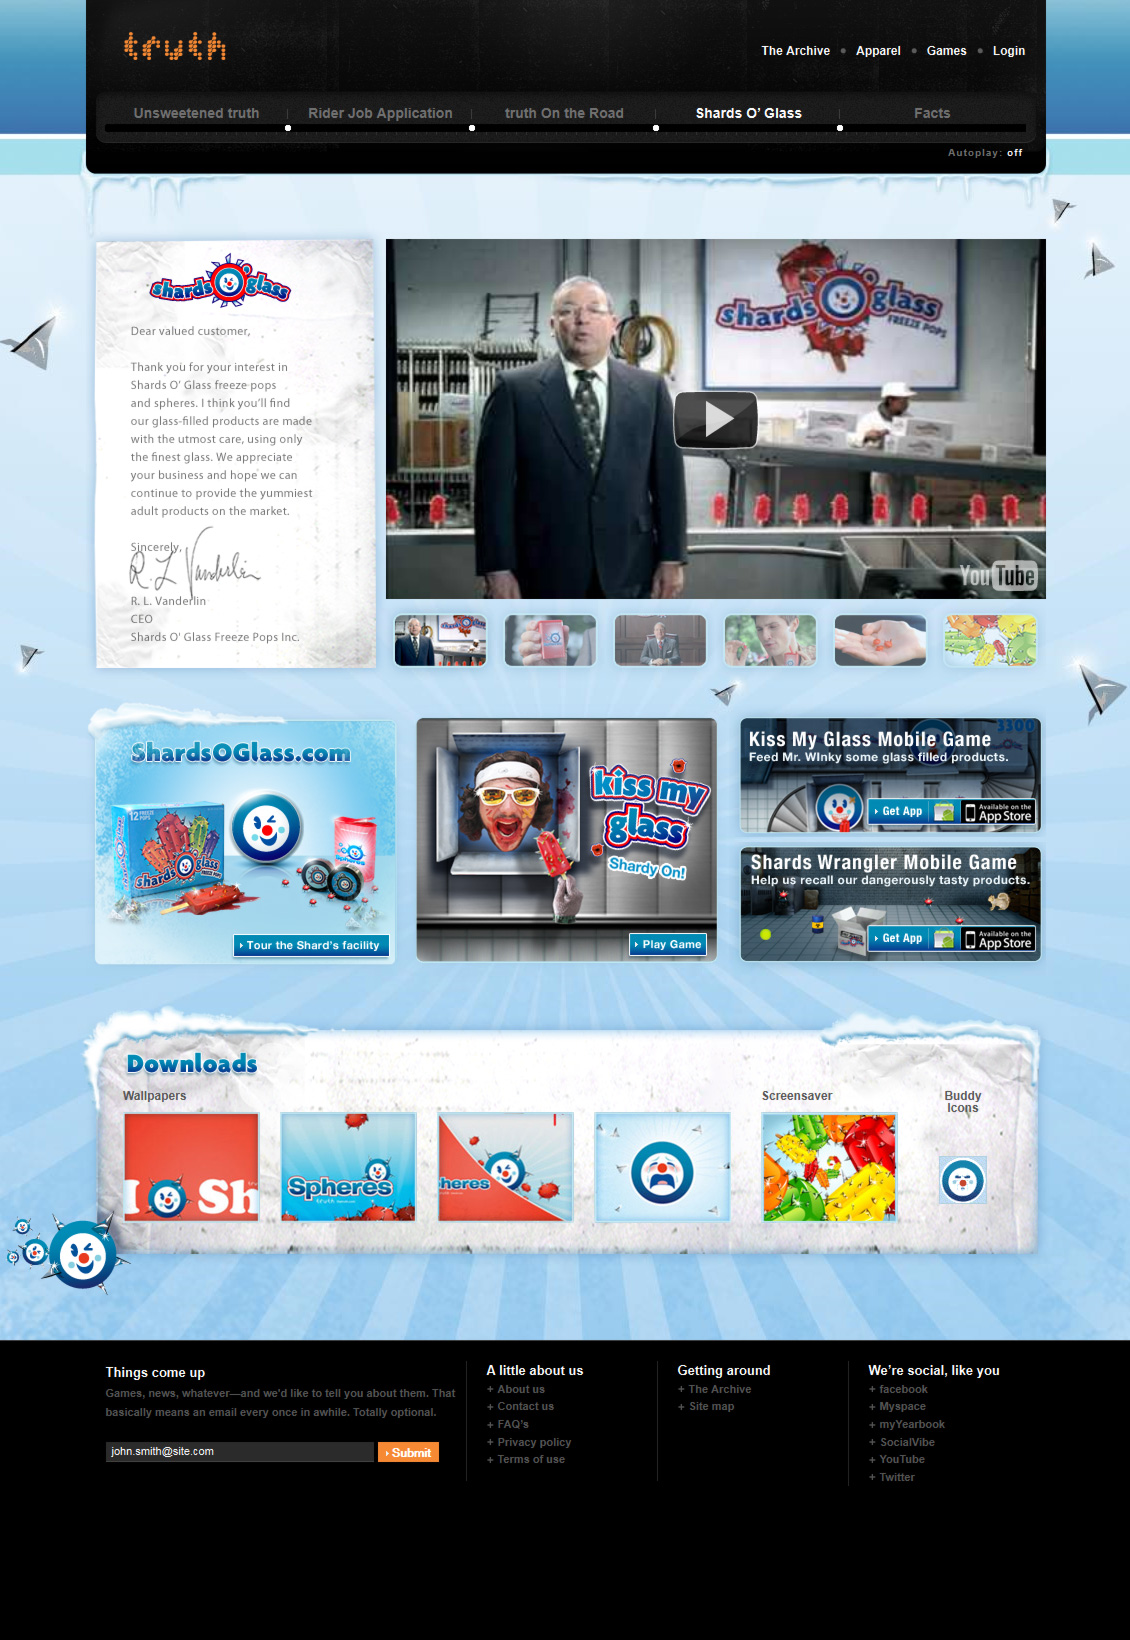 truth
The Archive • Apparel • Games • Login
Unsweetened truth
Rider Job Application
truth On the Road
Shards O’ Glass
Facts
Autoplay: off
shards glass
Dear valued customer,
Thank you for your interest in
Shards O’ Glass freeze pops
and spheres. I think you’ll find
our glass-filled products are made
with the utmost care, using only
the finest glass. We appreciate
your business and hope we can
continue to provide the yummiest
adult products on the market.
Sincerely,
R. L. Vanderlin
R. L. Vanderlin
CEO
Shards O’ Glass Freeze Pops Inc.
shards glass
FREEZE POPS
YouTube
ShardsOGlass.com
12 FREEZE POPS
shards glass
Spheres
Tour the Shard’s facility
kiss my
glass
Shardy On!
Play Game
3300
Kiss My Glass Mobile Game
Feed Mr. WInky some glass filled products.
Get App
Available on the
App Store
Shards Wrangler Mobile Game
Help us recall our dangerously tasty products.
Get App
Available on the
App Store
Downloads
Wallpapers
Screensaver
Buddy
Icons
I Sh
Spheres
truth
heres
Things come up
Games, news, whatever—and we’d like to tell you about them. That
basically means an email every once in awhile. Totally optional.
john.smith@site.com
Submit
A little about us
+ About us
+ Contact us
+ FAQ’s
+ Privacy policy
+ Terms of use
Getting around
+ The Archive
+ Site map
We’re social, like you
+ facebook
+ Myspace
+ myYearbook
+ SocialVibe
+ YouTube
+ Twitter